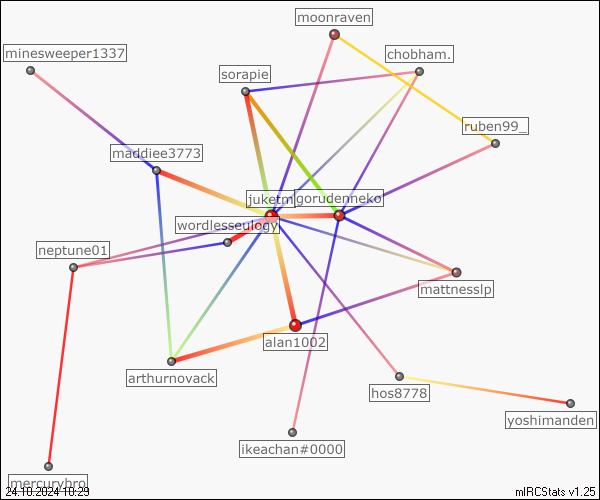 moonraven
minesweeper1337
chobham.
sorapie
ruben99_
maddiee3773
gorudenneko
wordlesseulogy
neptune01
mattnesslp
alan1002
arthurnovack
hos8778
yoshimanden
ikeachan#0000
mercurybro
24.10.2024 10:29
mIRCStats v1.25